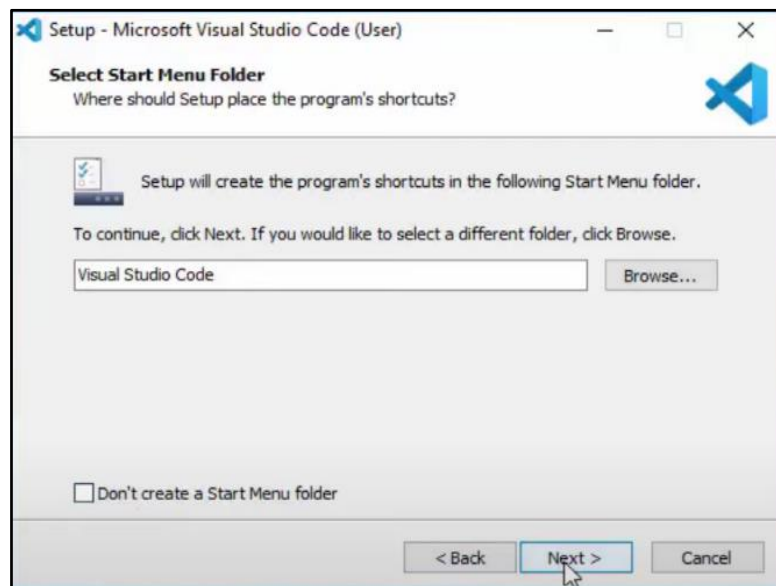 Setup - Microsoft Visual Studio Code (User)
Select Start Menu Folder
Where should Setup place the program's shortcuts?
Setup will create the program's shortcuts in the following Start Menu folder.
To continue, click Next. If you would like to select a different folder, click Browse.
Visual Studio Code
Browse...
Don't create a Start Menu folder
< Back
Next >
Cancel